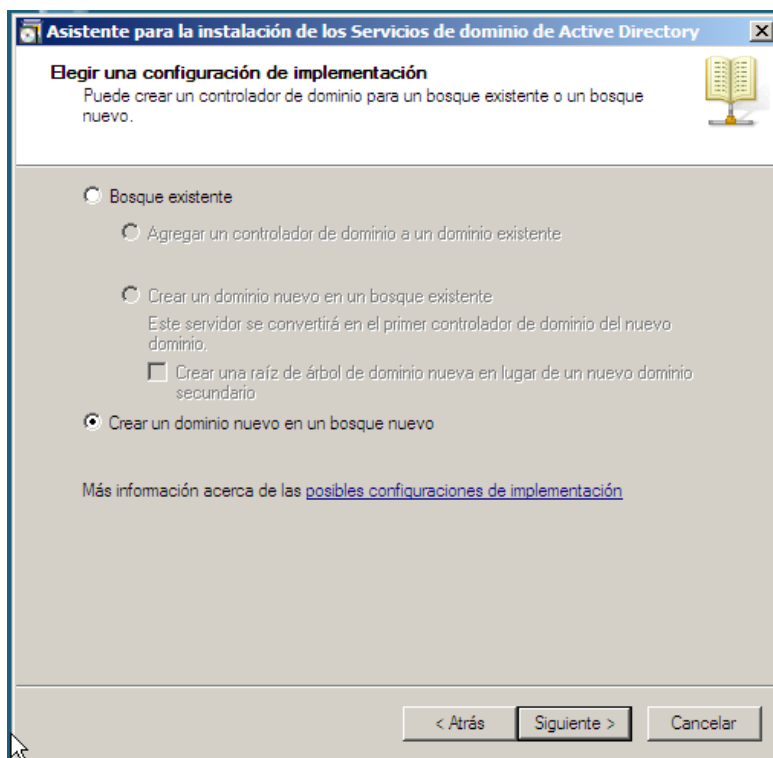 Asistente para la instalación de los Servicios de dominio de Active Directory
Elegir una configuración de implementación
Puede crear un controlador de dominio para un bosque existente o un bosque
nuevo.
Bosque existente
Agregar un controlador de dominio a un dominio existente
Crear un dominio nuevo en un bosque existente
Este servidor se convertirá en el primer controlador de dominio del nuevo
dominio.
Crear una raíz de árbol de dominio nueva en lugar de un nuevo dominio
secundario
Crear un dominio nuevo en un bosque nuevo
Más información acerca de las posibles configuraciones de implementación
< Atrás Siguiente > Cancelar